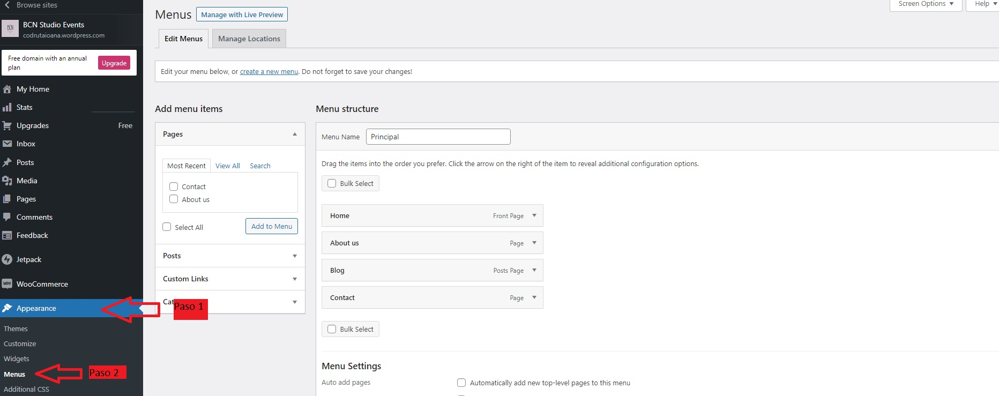 Browse sites
BCN
BCN Studio Events
codrutaioana.wordpress.com
Free domain with an annual
plan
Upgrade
My Home
Stats
Upgrades Free
Inbox
Posts
Media
Pages
Comments
Feedback
Jetpack
WOO
WooCommerce
Appearance
Themes
Customize
Widgets
Menus
Additional CSS
Paso 1
Paso 2
Menus Manage with Live Preview
Screen Options Help
Edit Menus Manage Locations
Edit your menu below, or create a new menu. Do not forget to save your changes!
Add menu items
Pages
Most Recent View All Search
Contact
About us
Select All Add to Menu
Posts
Custom Links
Cat
Menu structure
Menu Name Principal
Drag the items into the order you prefer. Click the arrow on the right of the item to reveal additional configuration options.
Bulk Select
Home Front Page
About us Page
Blog Posts Page
Contact Page
Bulk Select
Menu Settings
Auto add pages Automatically add new top-level pages to this menu